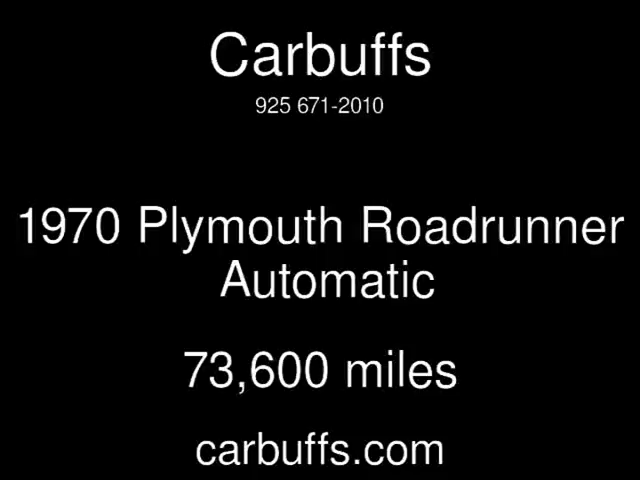 Carbuffs
925 671-2010
1970 Plymouth Roadrunner
Automatic
73,600 miles
carbuffs.com